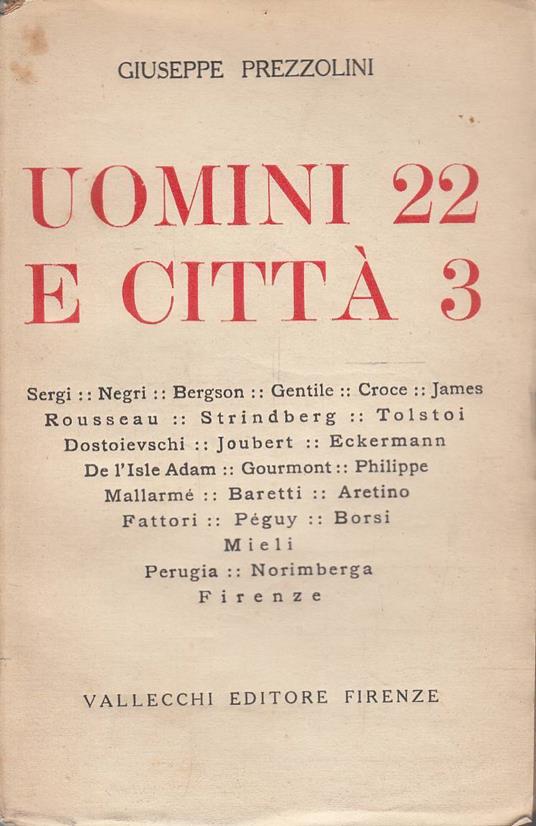 GIUSEPPE PREZZOLINI
UOMINI 22
E CITTÀ 3
Sergi :: Negri :: Bergson :: Gentile :: Croce :: James
Rousseau :: Strindberg :: Tolstoi
Dostoievschi :: Joubert :: Eckermann
De l'Isle Adam :: Gourmont :: Philippe
Mallarmé :: Baretti :: Aretino
Fattori :: Péguy :: Borsi
Mieli
Perugia :: Norimberga
Firenze
VALLECCHI EDITORE FIRENZE